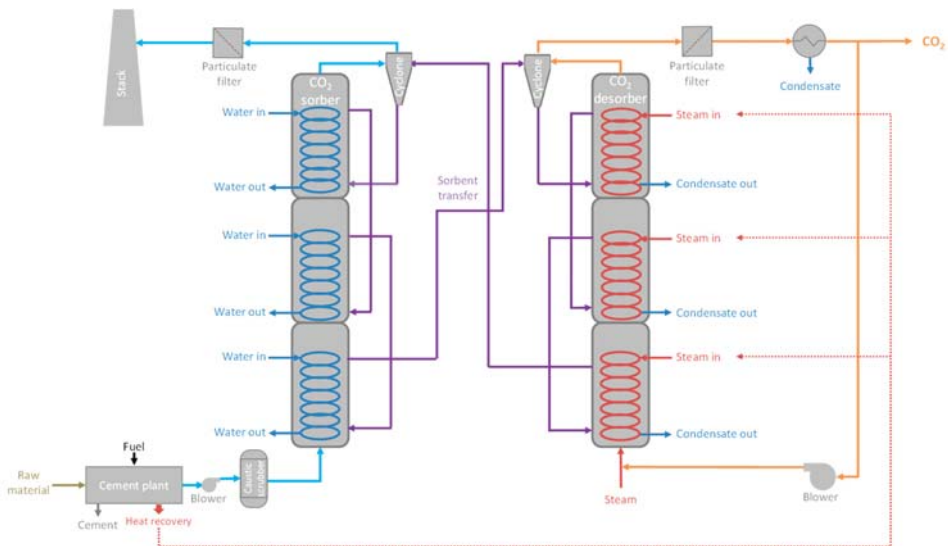 Stack
Particulate
filter
Cyclone
CO₂
sorber
Water in
Water out
Water in
Water out
Water in
Water out
Sorbent
transfer
Cyclone
CO₂
desorber
Particulate
filter
CO₂
Condensate
Steam in
Condensate out
Steam in
Condensate out
Steam in
Condensate out
Steam
Blower
Fuel
Raw
material
Cement plant
Cement
Heat recovery
Blower
Caustic
scrubber